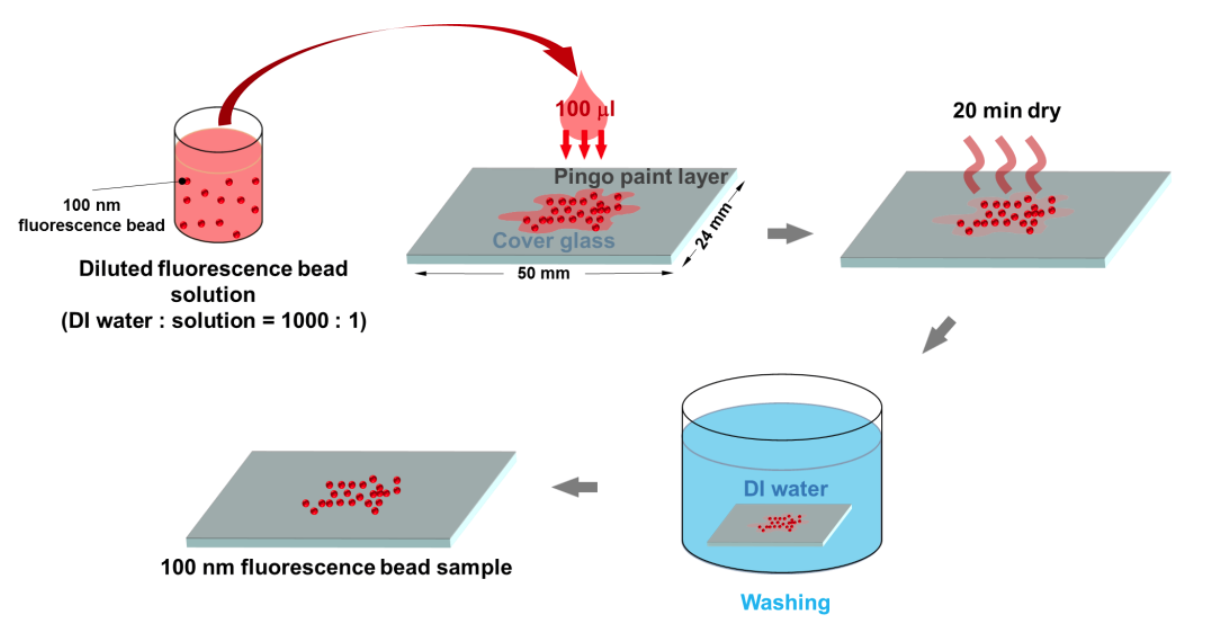 100 μl
20 min dry
Pingo paint layer
100 nm
fluorescence bead
Cover glass
24 mm
50 mm
Diluted fluorescence bead
solution
(DI water : solution = 1000 : 1)
DI water
100 nm fluorescence bead sample
Washing